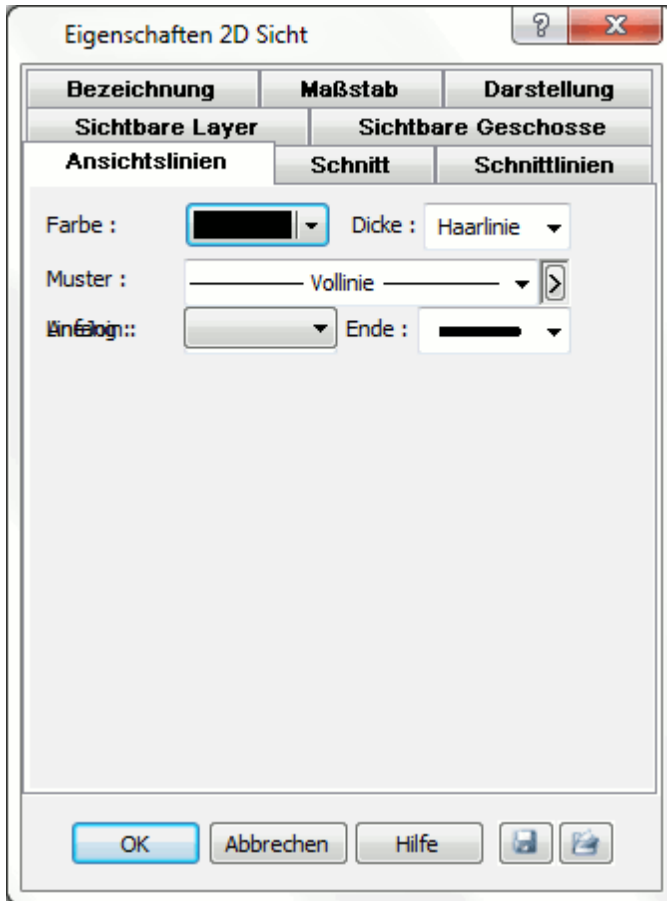 Eigenschaften 2D Sicht
?
Bezeichnung Maßstab Darstellung
Sichtbare Layer Sichtbare Geschosse
Ansichtslinien Schnitt Schnittlinien
Farbe : Dicke : Haarlinie
Muster : Vollinie >
Ende :
OK Abbrechen Hilfe